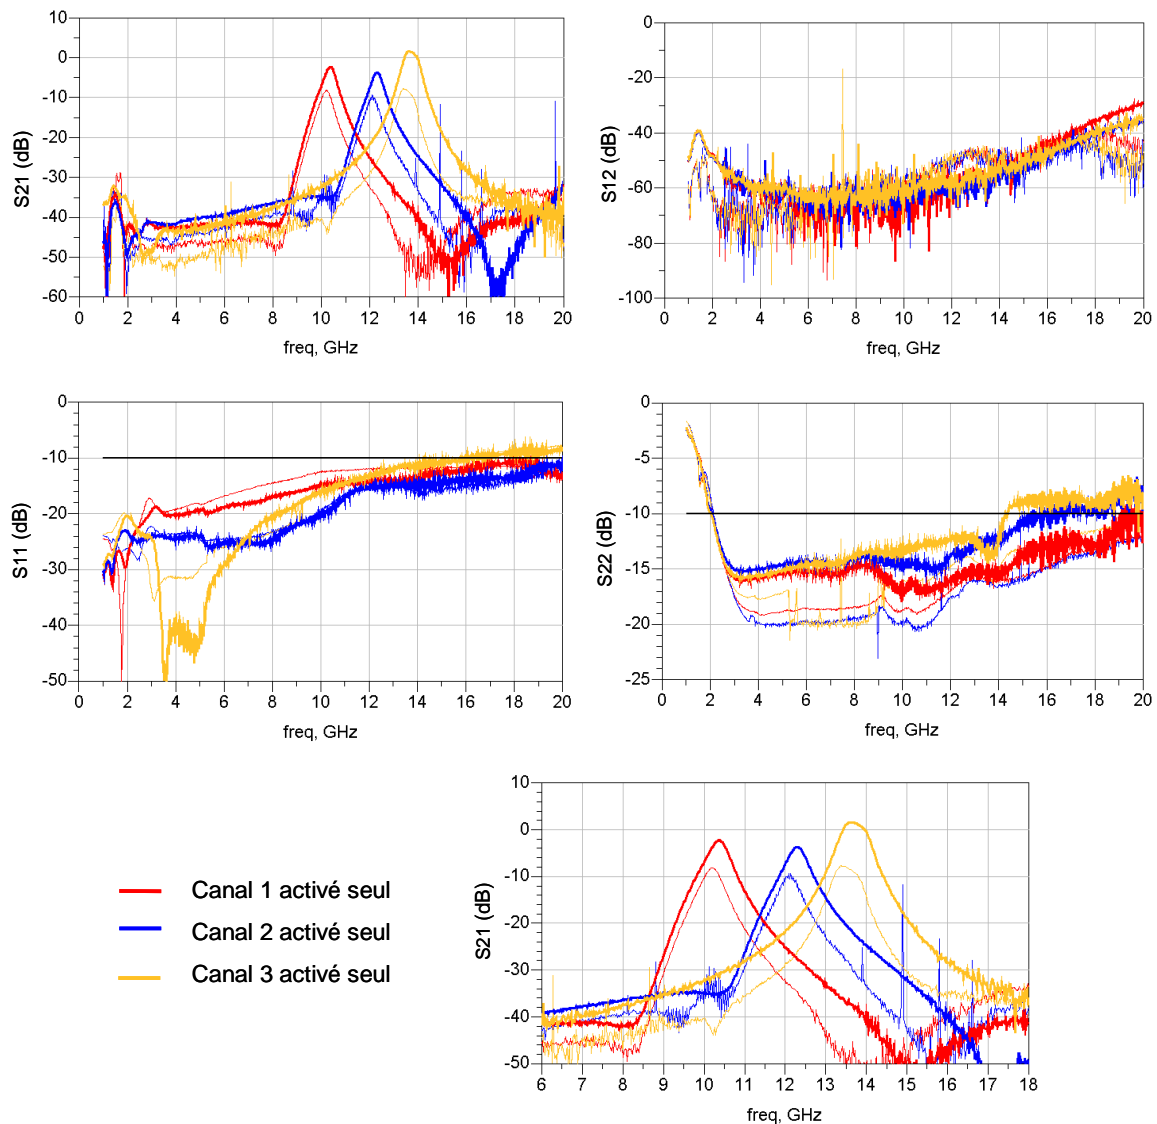 S21 (dB)
10
0
-10
-20
-30
-40
-50
-60
0 2 4 6 8 10 12 14 16 18 20
freq, GHz
S12 (dB)
0
-20
-40
-60
-80
-100
0 2 4 6 8 10 12 14 16 18 20
freq, GHz
S11 (dB)
0
-10
-20
-30
-40
-50
0 2 4 6 8 10 12 14 16 18 20
freq, GHz
S22 (dB)
0
-5
-10
-15
-20
-25
0 2 4 6 8 10 12 14 16 18 20
freq, GHz
Canal 1 activé seul
Canal 2 activé seul
Canal 3 activé seul
S21 (dB)
10
0
-10
-20
-30
-40
-50
6 7 8 9 10 11 12 13 14 15 16 17 18
freq, GHz